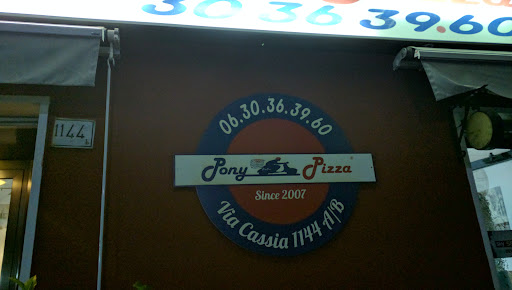 30 36 39.60
1144
06.30.36.39.60
Pony Pizza
Since 2007
Via Cassia 1144 A/B